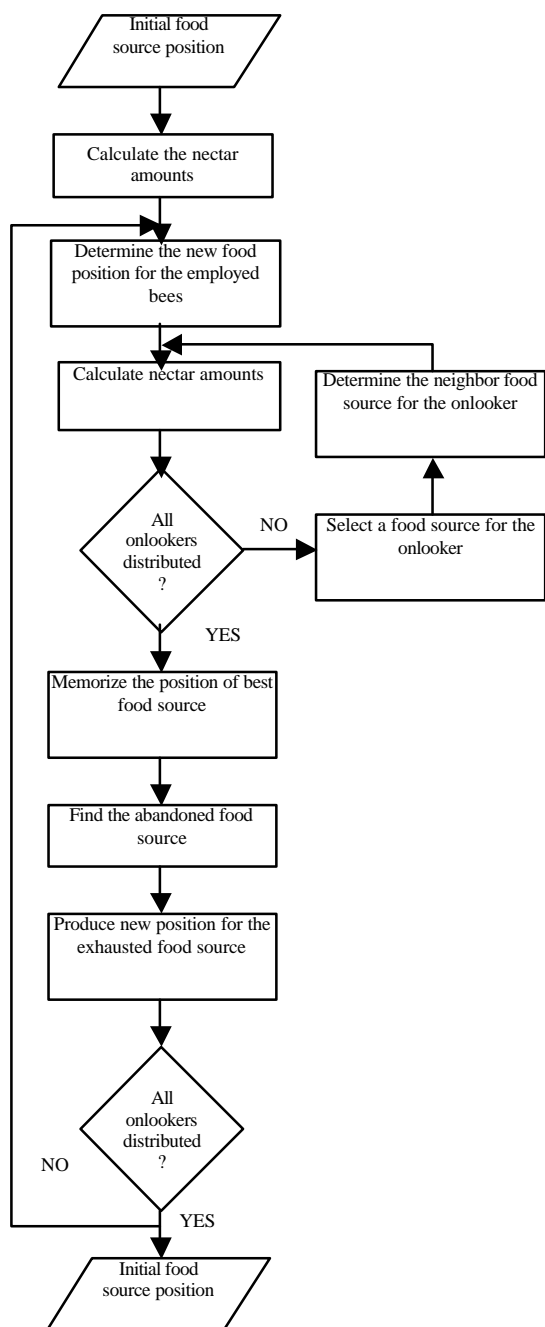 Initial food
source position
Calculate the nectar
amounts
Determine the new food
position for the employed
bees
Calculate nectar amounts
Determine the neighbor food
source for the onlooker
All
onlookers
distributed
?
NO
Select a food source for the
onlooker
YES
Memorize the position of best
food source
Find the abandoned food
source
Produce new position for the
exhausted food source
All
onlookers
distributed
?
NO
YES
Initial food
source position